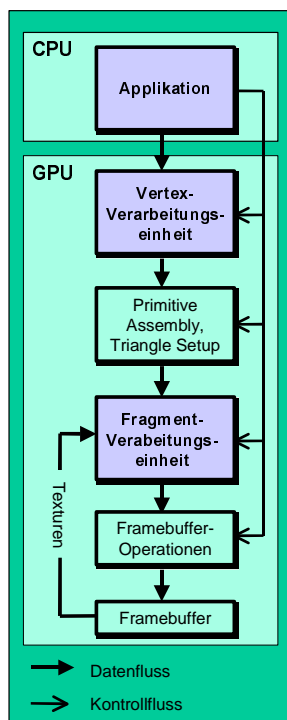 CPU
Applikation
GPU
Vertex-
Verarbeitungs-
einheit
Primitive
Assembly,
Triangle Setup
Fragment-
Verabeitungs-
einheit
Texturen
Framebuffer-
Operationen
Framebuffer
Datenfluss
Kontrollfluss